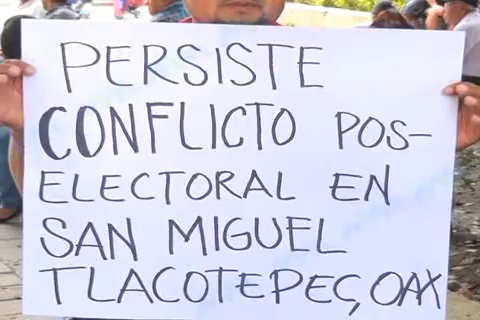 PERSISTE
CONFLICTO POS-
ELECTORAL EN
SAN MIGUEL
TLACOTEPEC, OAX